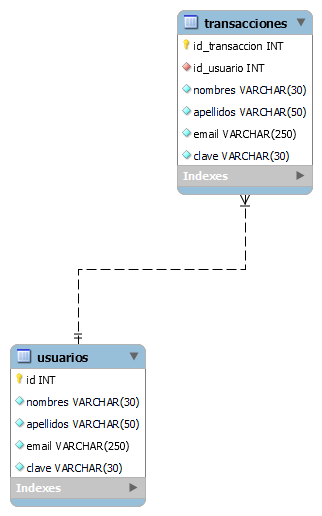 transacciones
id_transaccion INT
id_usuario INT
nombres VARCHAR(30)
apellidos VARCHAR(50)
email VARCHAR(250)
clave VARCHAR(30)
Indexes
usuarios
id INT
nombres VARCHAR(30)
apellidos VARCHAR(50)
email VARCHAR(250)
clave VARCHAR(30)
Indexes